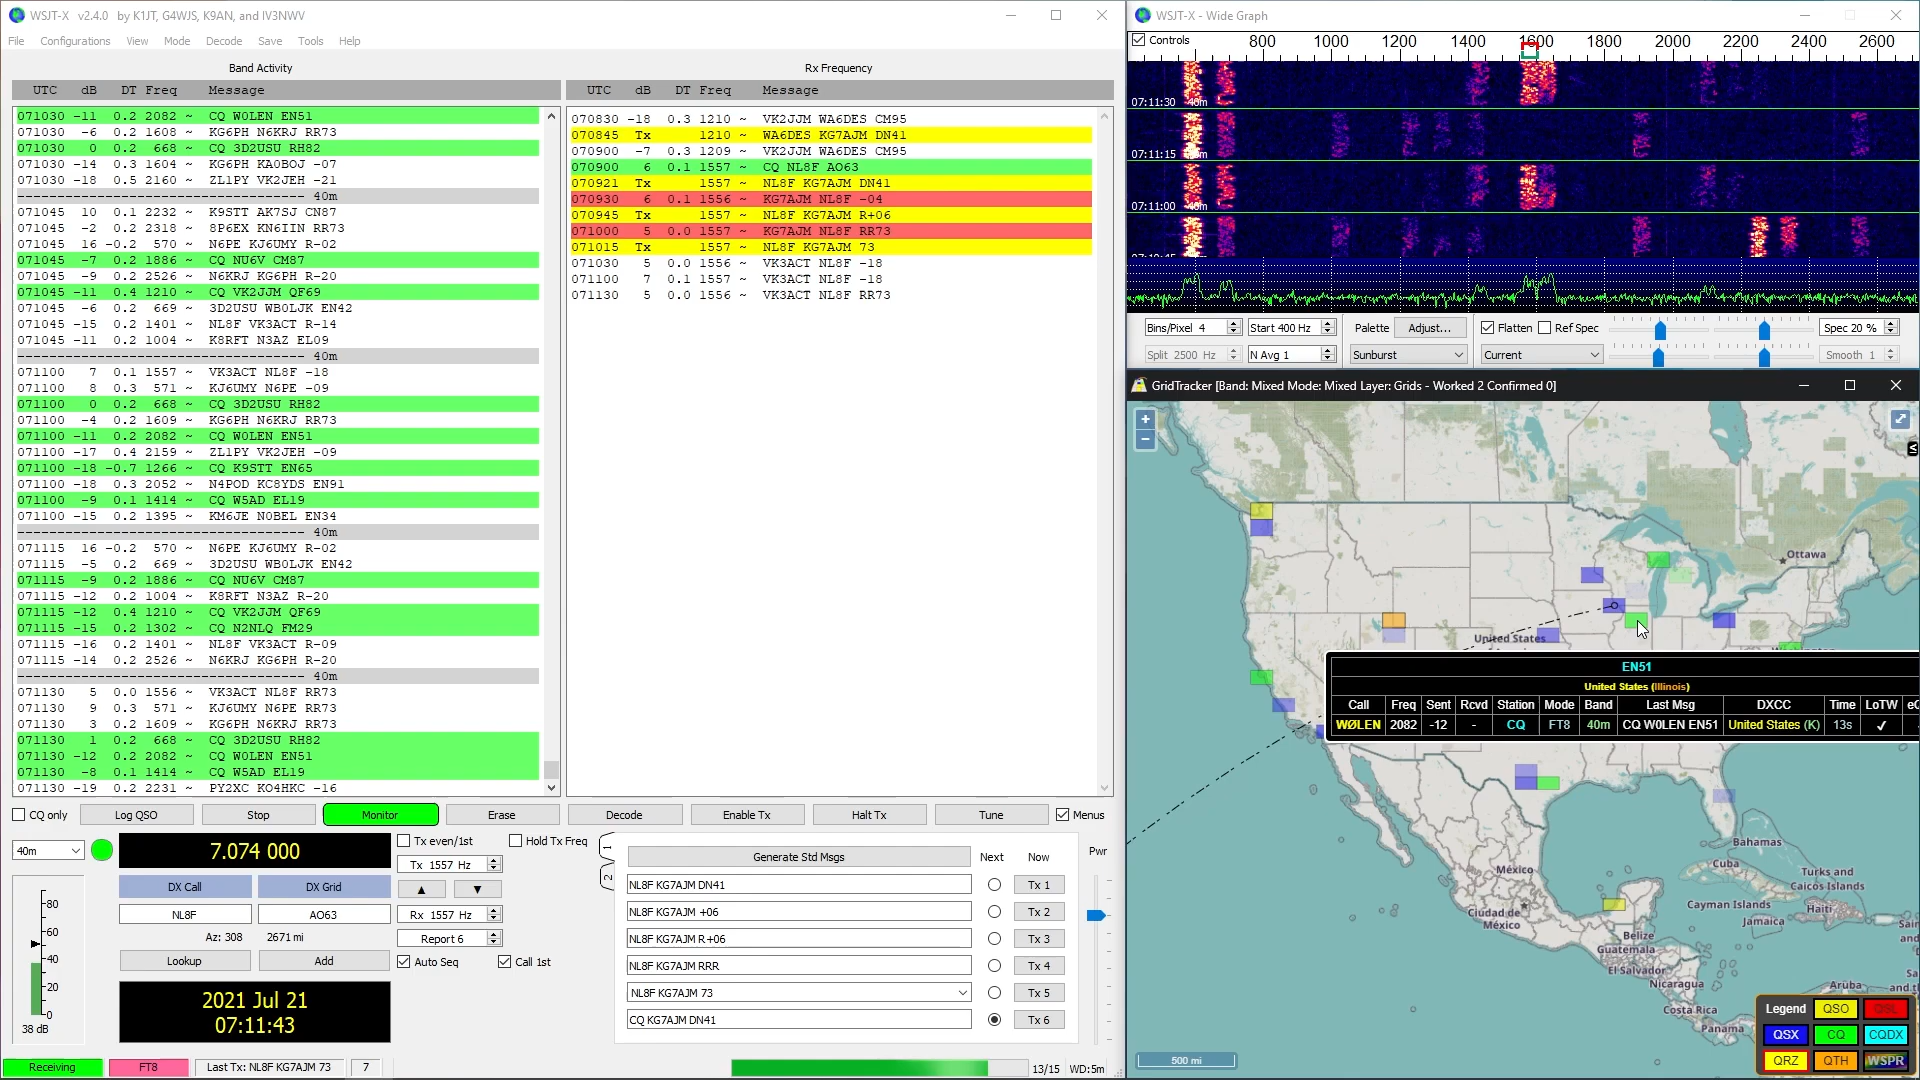 WSJT-X v2.4.0 by K1JT, G4WJS, K9AN, and IV3NWV
File Configurations View Mode Decode Save Tools Help
Band Activity
UTC dB DT Freq Message
071030 -11 0.2 2082 ~ CQ W0LEN EN51
071030 -6 0.2 1608 ~ KG6PH N6KRJ RR73
071030 0 0.2 668 ~ CQ 3D2USU RH82
071030 -14 0.3 1604 ~ KG6PH KA0BOJ -07
071030 -18 0.5 2160 ~ ZL1PY VK2JEH -21
------------------------------------ 40m
071045 10 0.1 2232 ~ K9STT AK7SJ CN87
071045 -2 0.2 2318 ~ 8P6EX KN6IIN RR73
071045 16 -0.2 570 ~ N6PE KJ6UMY R-02
071045 -7 0.2 1886 ~ CQ NU6V CM87
071045 -9 0.2 2526 ~ N6KRJ KG6PH R-20
071045 -11 0.4 1210 ~ CQ VK2JJM QF69
071045 -6 0.2 669 ~ 3D2USU WB0LJK EN42
071045 -15 0.2 1401 ~ NL8F VK3ACT R-14
071045 -11 0.2 1004 ~ K8RFT N3AZ EL09
------------------------------------ 40m
071100 7 0.1 1557 ~ VK3ACT NL8F -18
071100 8 0.3 571 ~ KJ6UMY N6PE -09
071100 0 0.2 668 ~ CQ 3D2USU RH82
071100 -4 0.2 1609 ~ KG6PH N6KRJ RR73
071100 -11 0.2 2082 ~ CQ W0LEN EN51
071100 -17 0.4 2159 ~ ZL1PY VK2JEH -09
071100 -18 -0.7 1266 ~ CQ K9STT EN65
071100 -18 0.3 2052 ~ N4POD KC8YDS EN91
071100 -9 0.1 1414 ~ CQ W5AD EL19
071100 -15 0.2 1395 ~ KM6JE N0BEL EN34
------------------------------------ 40m
071115 16 -0.2 570 ~ N6PE KJ6UMY R-02
071115 -5 0.2 669 ~ 3D2USU WB0LJK EN42
071115 -9 0.2 1886 ~ CQ NU6V CM87
071115 -12 0.2 1004 ~ K8RFT N3AZ R-20
071115 -12 0.4 1210 ~ CQ VK2JJM QF69
071115 -15 0.2 1302 ~ CQ N2NLQ FM29
071115 -16 0.2 1401 ~ NL8F VK3ACT R-09
071115 -14 0.2 2526 ~ N6KRJ KG6PH R-20
------------------------------------ 40m
071130 5 0.0 1556 ~ VK3ACT NL8F RR73
071130 9 0.3 571 ~ KJ6UMY N6PE RR73
071130 3 0.2 1609 ~ KG6PH N6KRJ RR73
071130 1 0.2 668 ~ CQ 3D2USU RH82
071130 -12 0.2 2082 ~ CQ W0LEN EN51
071130 -8 0.1 1414 ~ CQ W5AD EL19
071130 -19 0.2 2231 ~ PY2XC KO4HKC -16
Rx Frequency
UTC dB DT Freq Message
070830 -18 0.3 1210 ~ VK2JJM WA6DES CM95
070845 Tx 1210 ~ WA6DES KG7AJM DN41
070900 -7 0.3 1209 ~ VK2JJM WA6DES CM95
070900 6 0.1 1557 ~ CQ NL8F AO63
070921 Tx 1557 ~ NL8F KG7AJM DN41
070930 6 0.1 1556 ~ KG7AJM NL8F -04
070945 Tx 1557 ~ NL8F KG7AJM R+06
071000 5 0.0 1557 ~ KG7AJM NL8F RR73
071015 Tx 1557 ~ NL8F KG7AJM 73
071030 5 0.0 1556 ~ VK3ACT NL8F -18
071100 7 0.1 1557 ~ VK3ACT NL8F -18
071130 5 0.0 1556 ~ VK3ACT NL8F RR73
CQ only Log QSO Stop Monitor Erase Decode Enable Tx Halt Tx Tune Menus
40m
7.074 000
Tx even/1st Hold Tx Freq
Tx 1557 Hz
DX Call DX Grid
NL8F AO63
Rx 1557 Hz
Az: 308 2671 mi
Report 6
Lookup Add
Auto Seq Call 1st
2021 Jul 21
07:11:43
80
60
40
20
0
38 dB
1
2
Generate Std Msgs Next Now Pwr
NL8F KG7AJM DN41 Tx 1
NL8F KG7AJM +06 Tx 2
NL8F KG7AJM R+06 Tx 3
NL8F KG7AJM RRR Tx 4
NL8F KG7AJM 73 Tx 5
CQ KG7AJM DN41 Tx 6
Receiving FT8 Last Tx: NL8F KG7AJM 73 7 13/15 WD:5m
WSJT-X - Wide Graph
Controls
800 1000 1200 1400 1600 1800 2000 2200 2400 2600
07:11:30 40m
07:11:15 40m
07:11:00 40m
Bins/Pixel 4 Start 400 Hz Palette Adjust... Flatten Ref Spec Spec 20 %
Split 2500 Hz N Avg 1 Sunburst Current Smooth 1
GridTracker [Band: Mixed Mode: Mixed Layer: Grids - Worked 2 Confirmed 0]
+
−
Ottawa
United States
EN51
United States (Illinois)
Call Freq Sent Rcvd Station Mode Band Last Msg DXCC Time LoTW
WØLEN 2082 -12 - CQ FT8 40m CQ W0LEN EN51 United States (K) 13s ✓
Bahamas
Cuba
Turks and
Caicos Islands
México
Cayman Islands
Haiti
Jamaica
Ciudad de
México
Belize
Guatemala
El Salvador
Nicaragua
Aruba
Costa Rica
Panama
500 mi
Legend QSO QSL
QSX CQ CQDX
QRZ QTH WSPR